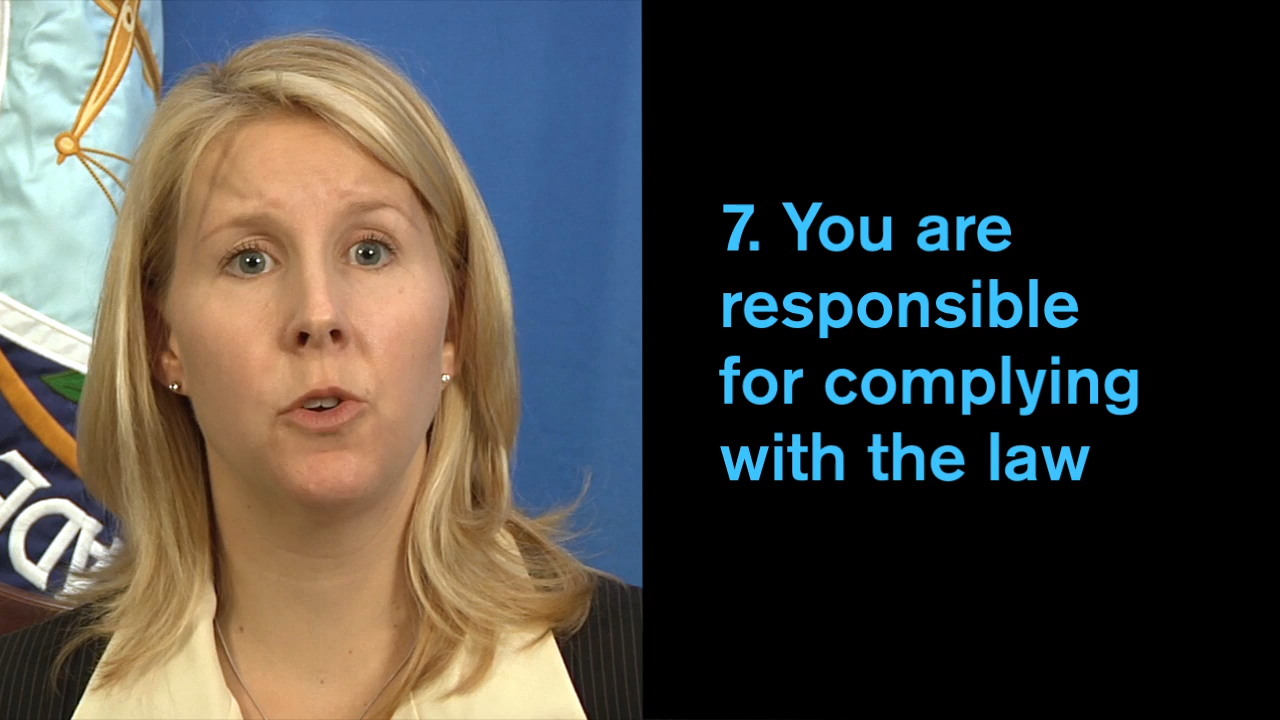 7. You are
responsible
for complying
with the law